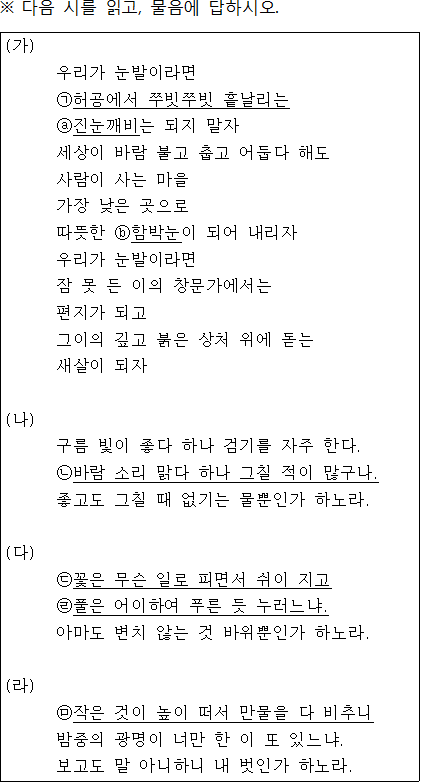 ※ 다음 시를 읽고, 물음에 답하시오.
(가)
우리가 눈발이라면
㉠허공에서 쭈빗쭈빗 흩날리는
ⓐ진눈깨비는 되지 말자
세상이 바람 불고 춥고 어둡다 해도
사람이 사는 마을
가장 낮은 곳으로
따뜻한 ⓑ함박눈이 되어 내리자
우리가 눈발이라면
잠 못 든 이의 창문가에서는
편지가 되고
그이의 깊고 붉은 상처 위에 돋는
새살이 되자
(나)
구름 빛이 좋다 하나 검기를 자주 한다.
㉡바람 소리 맑다 하나 그칠 적이 많구나.
좋고도 그칠 때 없기는 물뿐인가 하노라.
(다)
㉢꽃은 무슨 일로 피면서 쉬이 지고
㉣풀은 어이하여 푸른 듯 누러느냐.
아마도 변치 않는 것 바위뿐인가 하노라.
(라)
㉤작은 것이 높이 떠서 만물을 다 비추니
밤중의 광명이 너만 한 이 또 있느냐.
보고도 말 아니하니 내 벗인가 하노라.